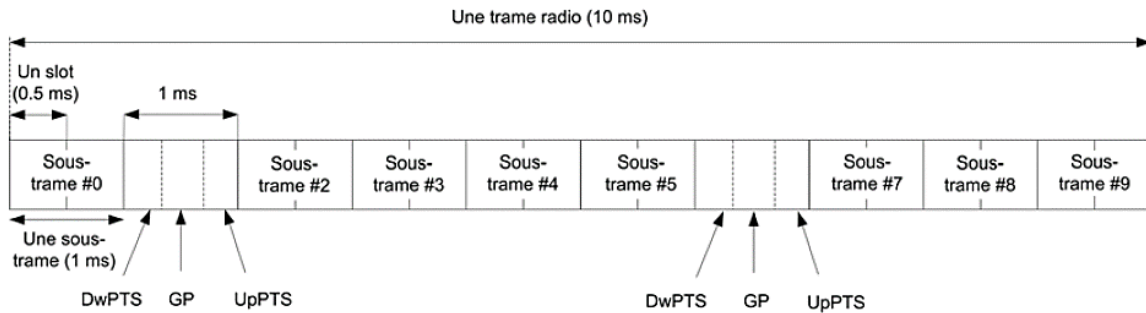 Une trame radio (10 ms)
Un slot
(0.5 ms)
1 ms
Sous-
trame #0
Sous-
trame #2
Sous-
trame #3
Sous-
trame #4
Sous-
trame #5
Sous-
trame #7
Sous-
trame #8
Sous-
trame #9
Une sous-
trame (1 ms)
DwPTS
GP
UpPTS
DwPTS
GP
UpPTS